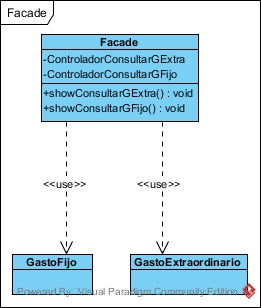 Facade
Facade
-ControladorConsultarGExtra
-ControladorConsultarGFijo
+showConsultarGExtra() : void
+showConsultarGFijo() : void
<<use>>
<<use>>
GastoFijo
GastoExtraordinario
Powered By Visual Paradigm Community Edition